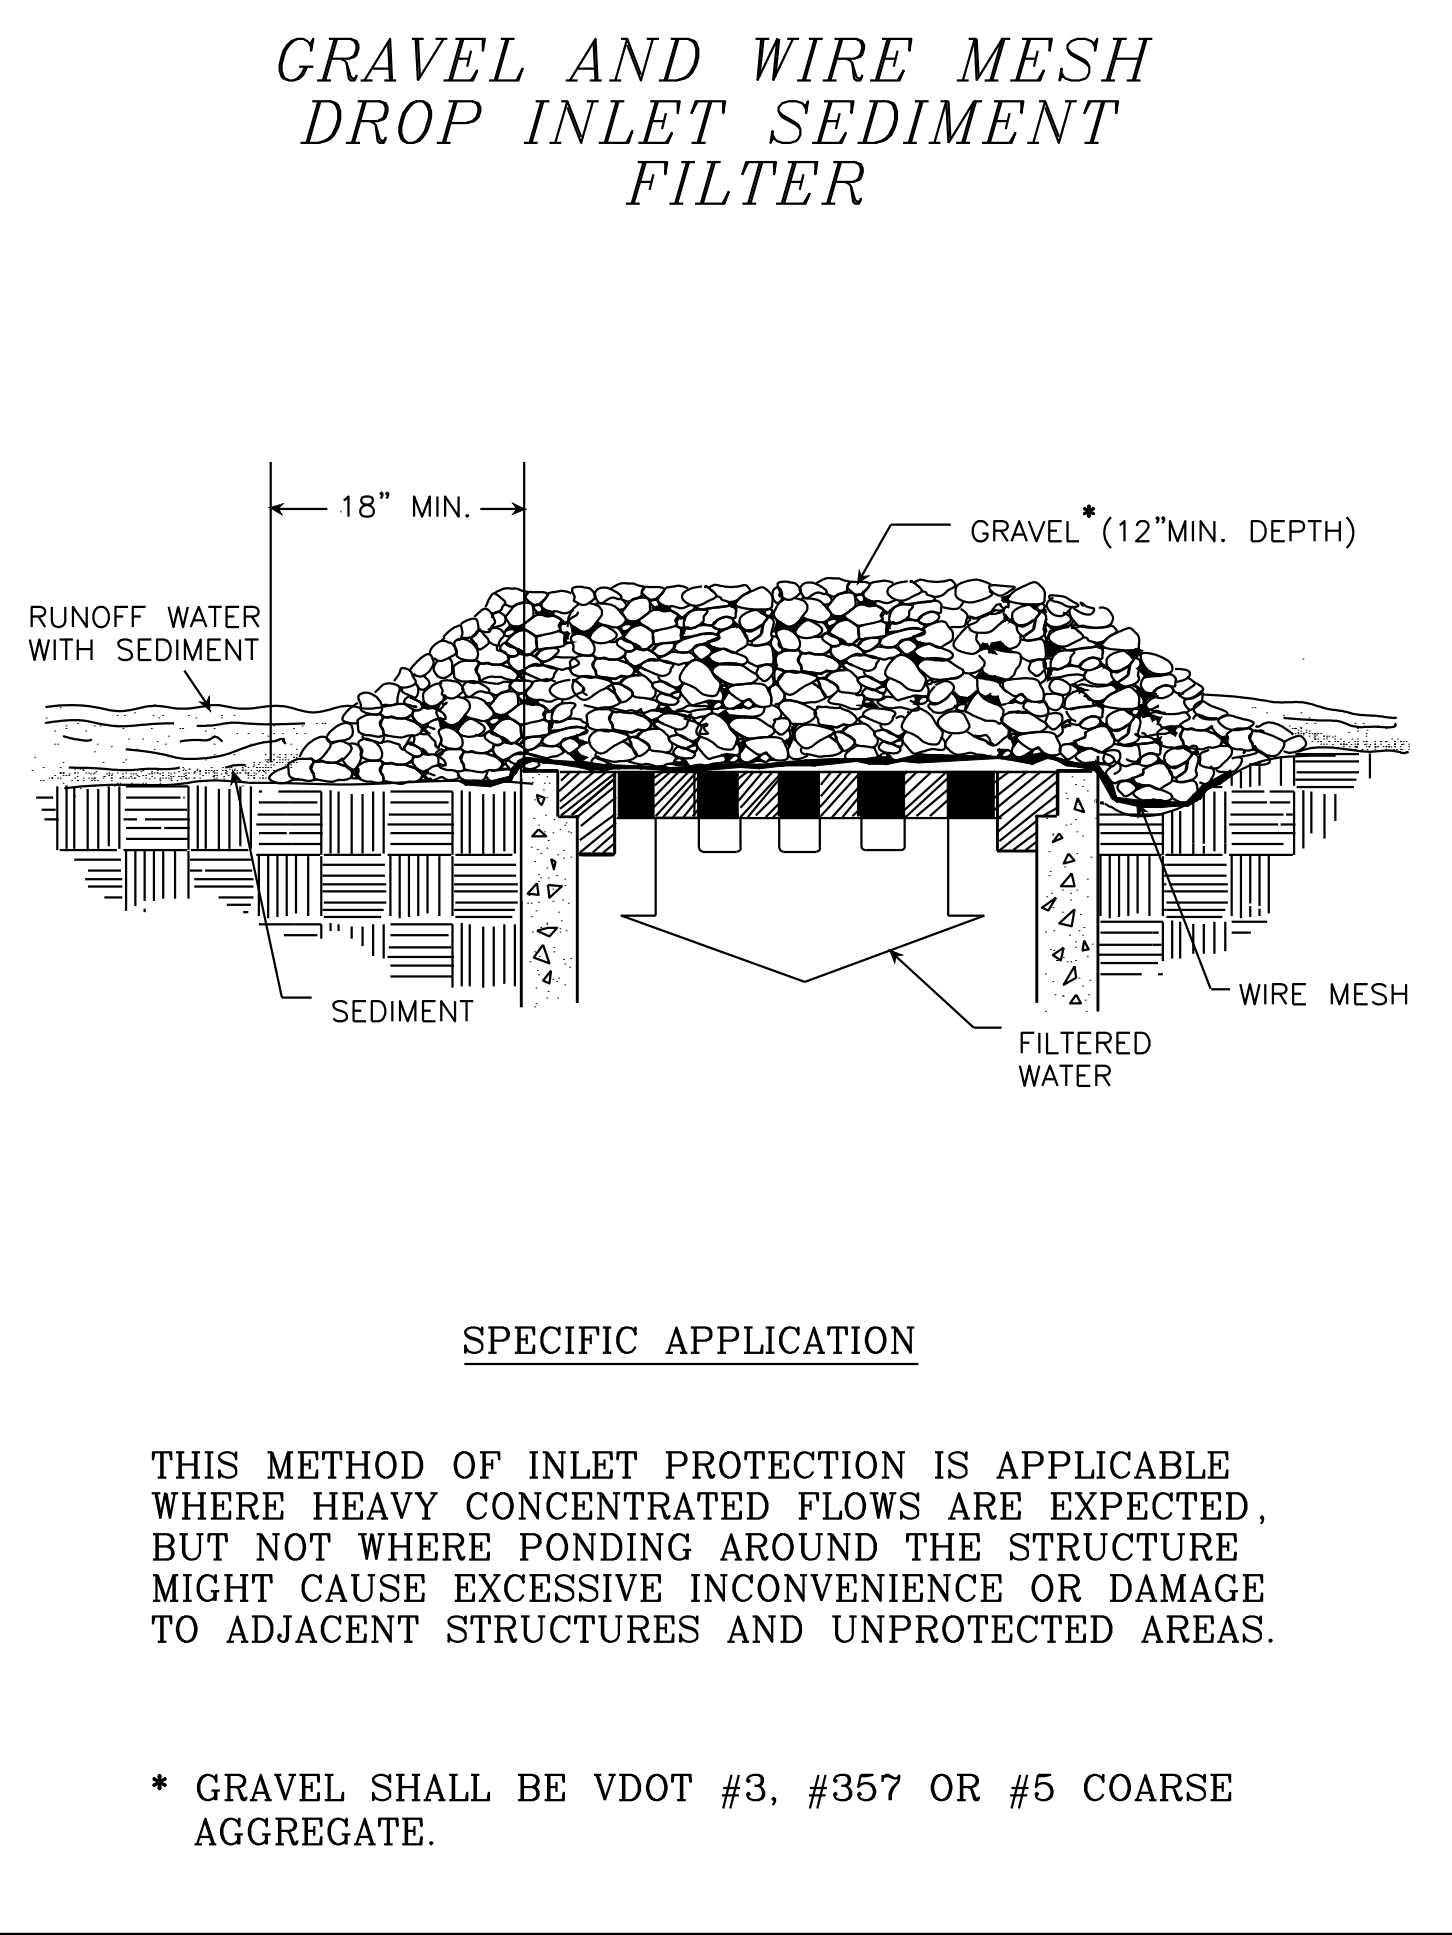 GRAVEL AND WIRE MESH
DROP INLET SEDIMENT
FILTER
18" MIN.
GRAVEL* (12"MIN. DEPTH)
RUNOFF WATER
WITH SEDIMENT
SEDIMENT
WIRE MESH
FILTERED
WATER
SPECIFIC APPLICATION
THIS METHOD OF INLET PROTECTION IS APPLICABLE
WHERE HEAVY CONCENTRATED FLOWS ARE EXPECTED,
BUT NOT WHERE PONDING AROUND THE STRUCTURE
MIGHT CAUSE EXCESSIVE INCONVENIENCE OR DAMAGE
TO ADJACENT STRUCTURES AND UNPROTECTED AREAS.
* GRAVEL SHALL BE VDOT #3, #357 OR #5 COARSE
AGGREGATE.